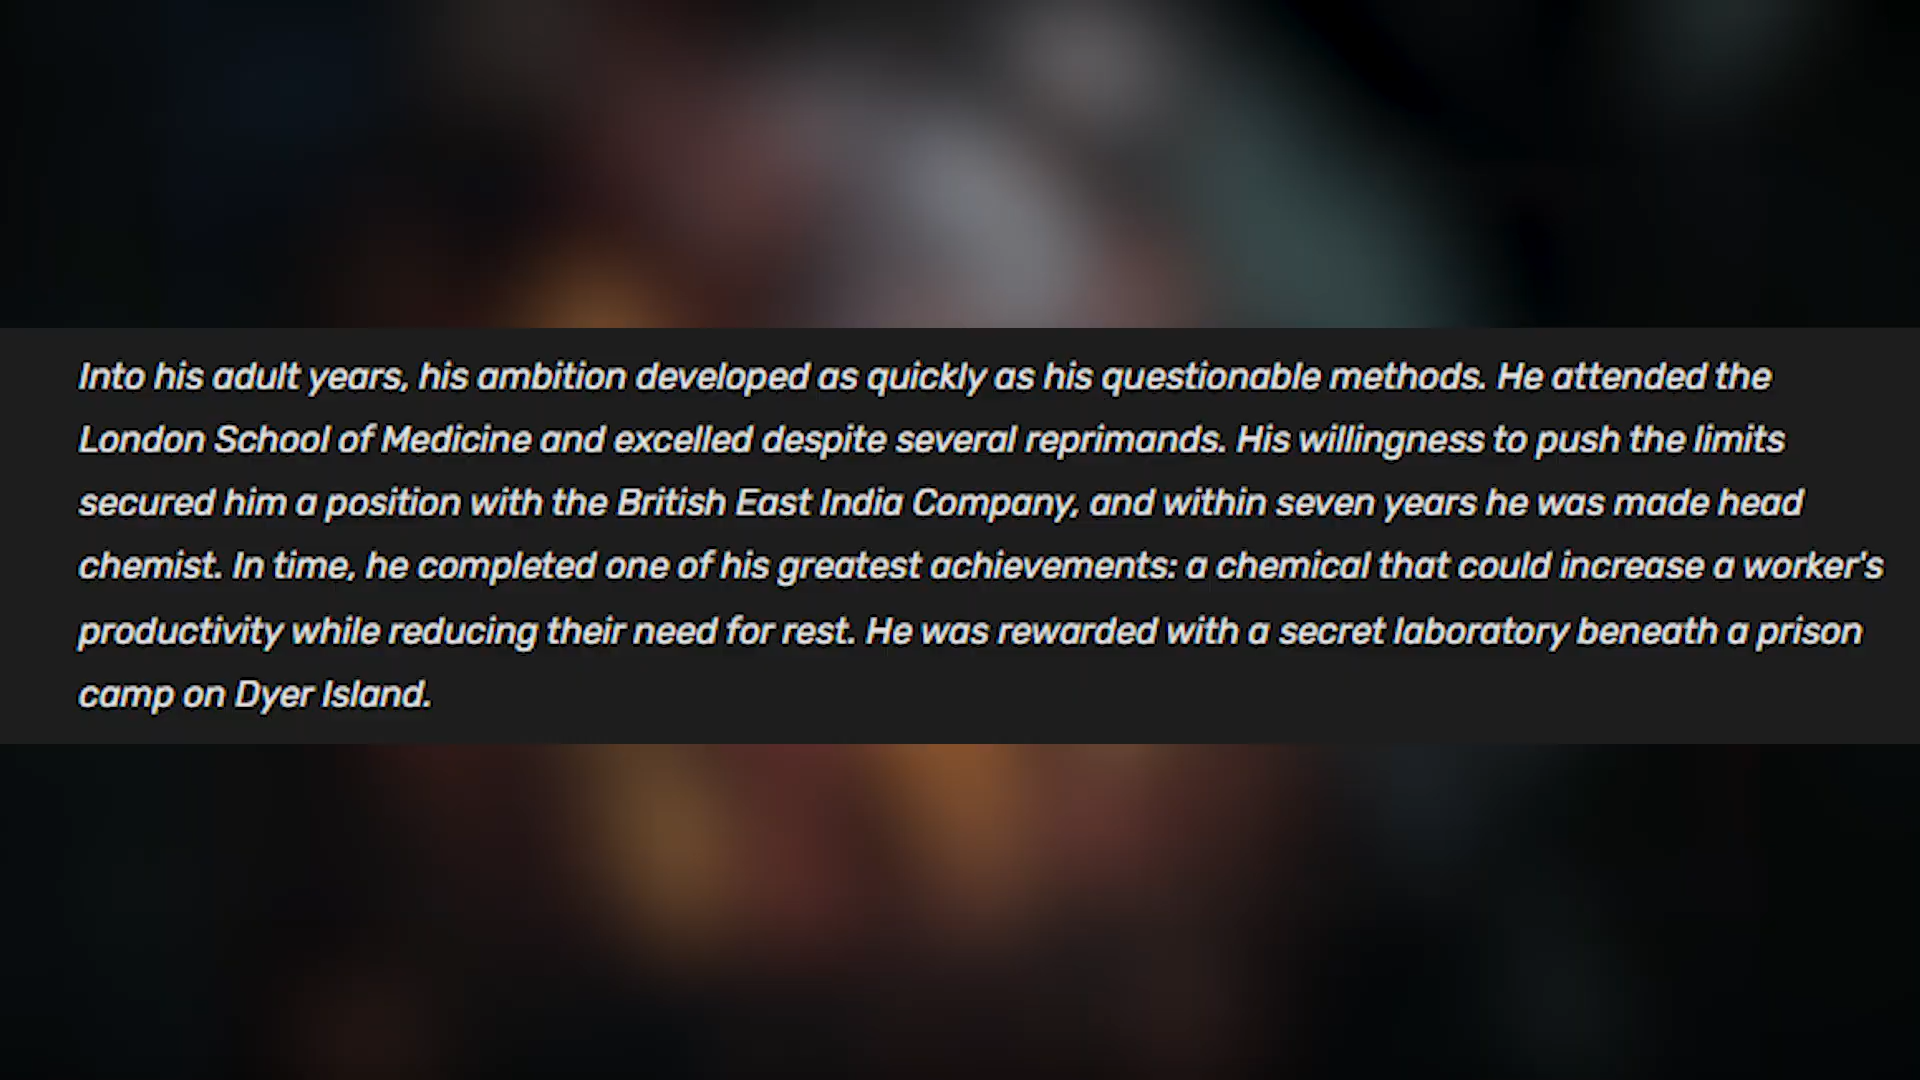 Into his adult years, his ambition developed as quickly as his questionable methods. He attended the
London School of Medicine and excelled despite several reprimands. His willingness to push the limits
secured him a position with the British East India Company, and within seven years he was made head
chemist. In time, he completed one of his greatest achievements: a chemical that could increase a worker's
productivity while reducing their need for rest. He was rewarded with a secret laboratory beneath a prison
camp on Dyer Island.